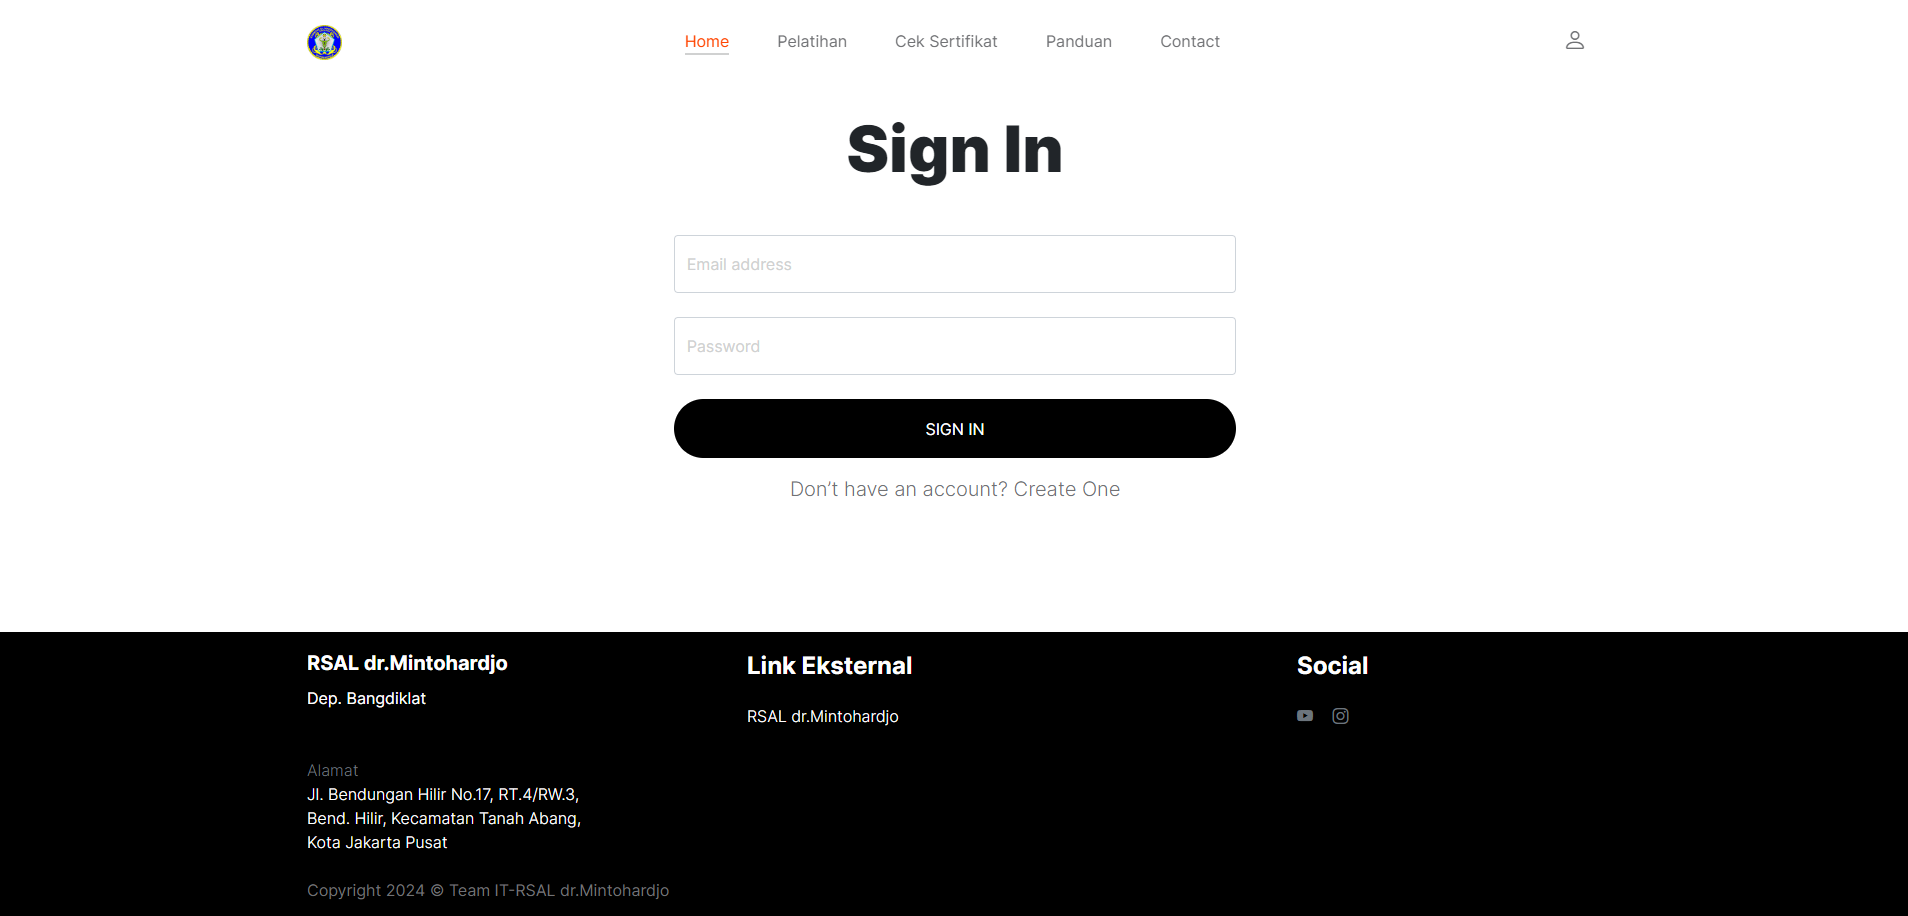 Home
Pelatihan
Cek Sertifikat
Panduan
Contact
Sign In
Email address
Password
SIGN IN
Don’t have an account? Create One
RSAL dr.Mintohardjo
Dep. Bangdiklat
Alamat
Jl. Bendungan Hilir No.17, RT.4/RW.3,
Bend. Hilir, Kecamatan Tanah Abang,
Kota Jakarta Pusat
Copyright 2024 © Team IT-RSAL dr.Mintohardjo
Link Eksternal
RSAL dr.Mintohardjo
Social